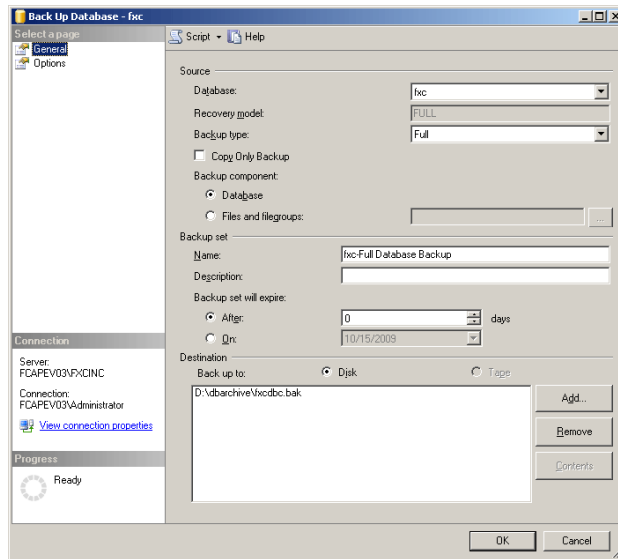 Back Up Database - fxc
Select a page
General
Options
Script
Help
Source
Database:
fxc
Recovery model:
FULL
Backup type:
Full
Copy Only Backup
Backup component:
Database
Files and filegroups:
...
Backup set
Name:
fxc-Full Database Backup
Description:
Backup set will expire:
After:
0
days
On:
10/15/2009
Destination
Back up to:
Disk
Tape
D:\dbarchive\fxcdbc.bak
Add...
Remove
Contents
Connection
Server:
FCAPEV03\FXCINC
Connection:
FCAPEV03\Administrator
View connection properties
Progress
Ready
OK
Cancel